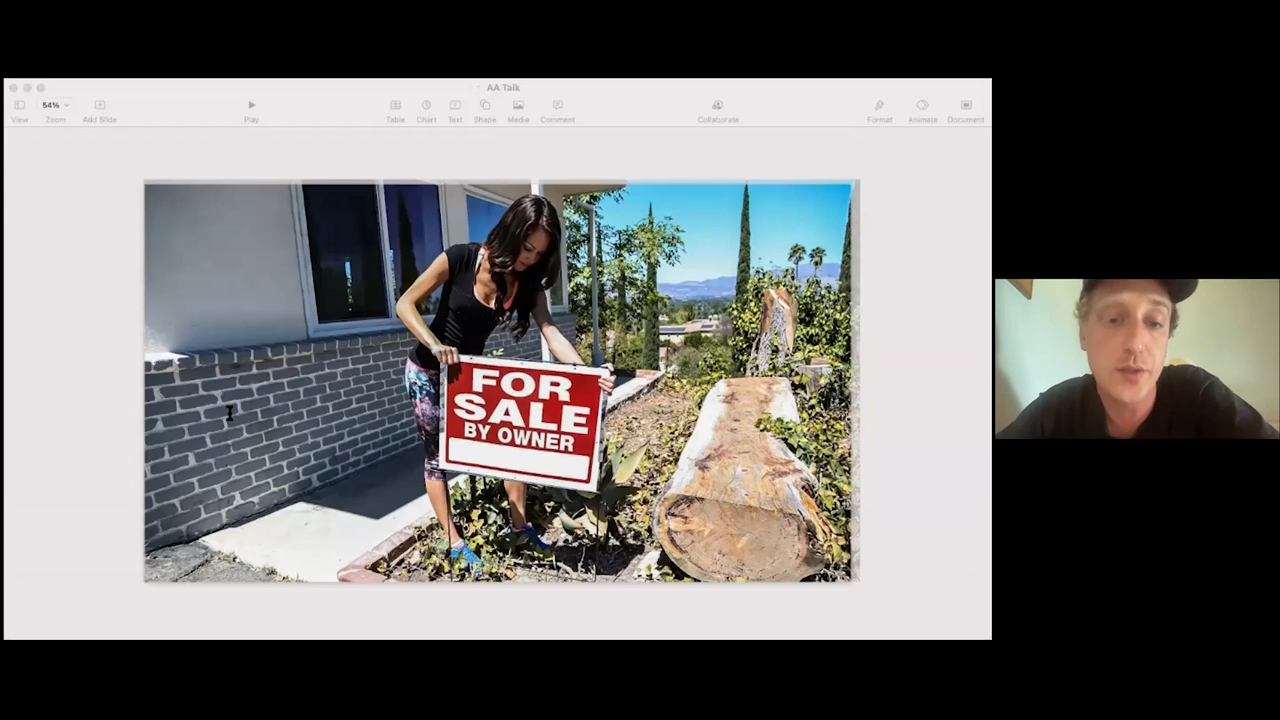 AA Talk
54%
View Zoom Add Slide Play Table Chart Text Shape Media Comment Collaborate Format Animate Document
FOR
SALE
BY OWNER